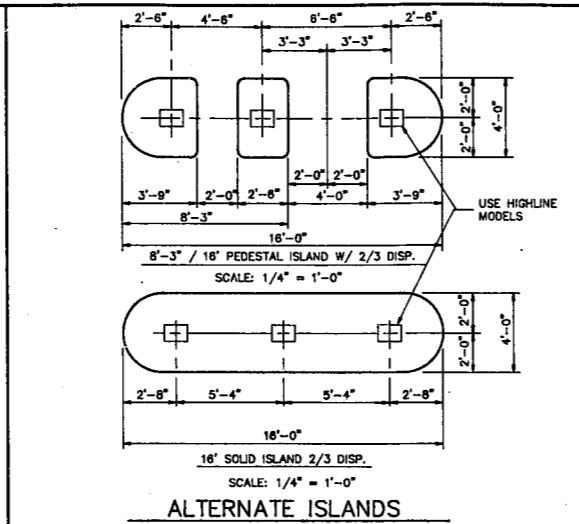 2'-6" 4'-6" 6'-6" 2'-6"
3'-3" 3'-3"
2'-0"
2'-0"
4'-0"
2'-0" 2'-0"
3'-9" 2'-0" 2'-6" 4'-0" 3'-9"
8'-3"
16'-0"
USE HIGHLINE
MODELS
8'-3" / 16' PEDESTAL ISLAND W/ 2/3 DISP.
SCALE: 1/4" = 1'-0"
2'-0"
2'-0"
4'-0"
2'-8" 5'-4" 5'-4" 2'-8"
16'-0"
16' SOLID ISLAND 2/3 DISP.
SCALE: 1/4" = 1'-0"
ALTERNATE ISLANDS